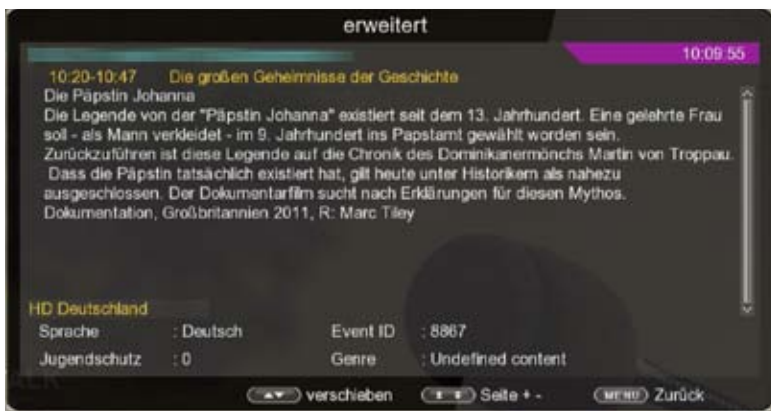 erweitert
10:09:55
10:20-10:47 Die großen Geheimnisse der Geschichte
Die Päpstin Johanna
Die Legende von der "Päpstin Johanna" existiert seit dem 13. Jahrhundert. Eine gelehrte Frau
soll - als Mann verkleidet - im 9. Jahrhundert ins Papstamt gewählt worden sein.
Zurückzuführen ist diese Legende auf die Chronik des Dominikanermönchs Martin von Troppau.
Dass die Päpstin tatsächlich existiert hat, gilt heute unter Historikern als nahezu
ausgeschlossen. Der Dokumentarfilm sucht nach Erklärungen für diesen Mythos.
Dokumentation, Großbritannien 2011, R: Marc Tiley
HD Deutschland
Sprache : Deutsch Event ID : 8867
Jugendschutz : 0 Genre : Undefined content
verschieben Seite + - MENU Zurück